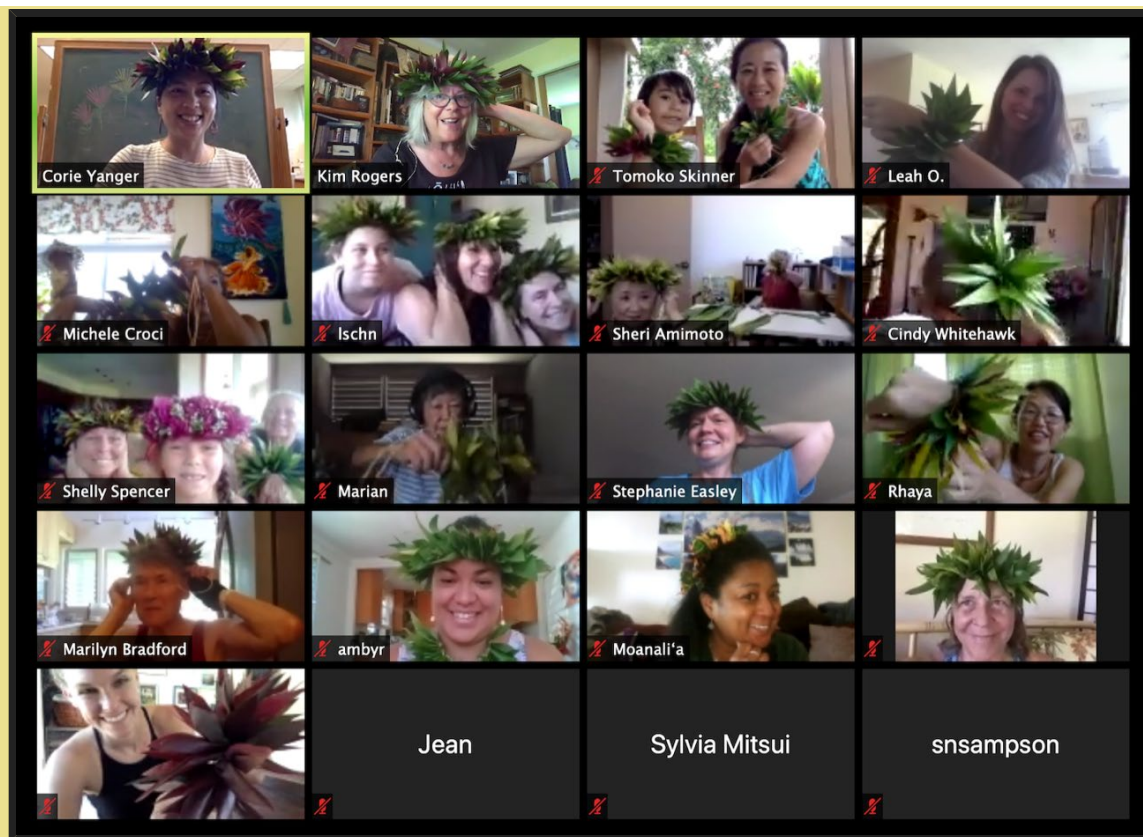 Corie Yanger
Kim Rogers
Tomoko Skinner
Leah O.
Michele Croci
lschn
Sheri Amimoto
Cindy Whitehawk
Shelly Spencer
Marian
Stephanie Easley
Rhaya
Marilyn Bradford
ambyr
Moanaliʻa
Jean
Sylvia Mitsui
snsampson